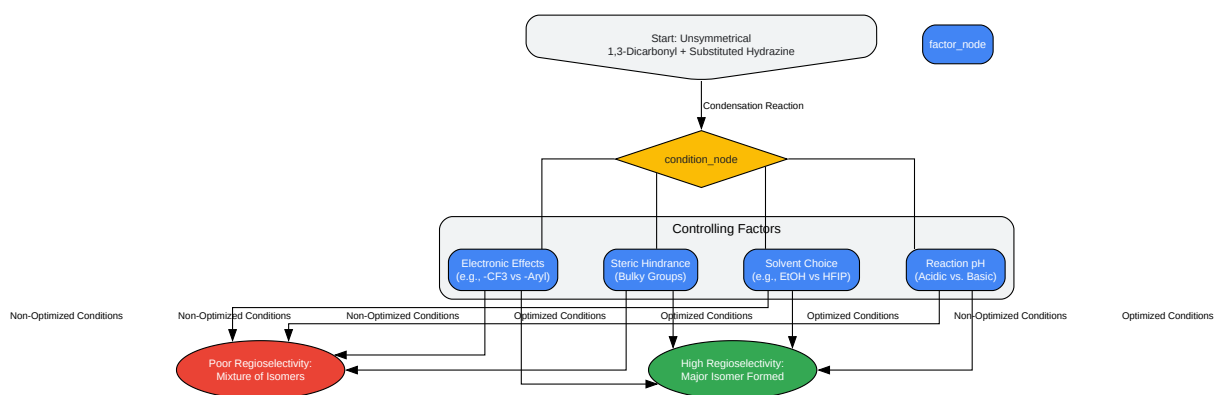 Start: Unsymmetrical
1,3-Dicarbonyl + Substituted Hydrazine
factor_node
Condensation Reaction
condition_node
Controlling Factors
Electronic Effects
(e.g., -CF3 vs -Aryl)
Steric Hindrance
(Bulky Groups)
Solvent Choice
(e.g., EtOH vs HFIP)
Reaction pH
(Acidic vs. Basic)
Non-Optimized Conditions
Non-Optimized Conditions
Non-Optimized Conditions
Optimized Conditions
Optimized Conditions
Optimized Conditions
Non-Optimized Conditions
Optimized Conditions
Poor Regioselectivity:
Mixture of Isomers
High Regioselectivity:
Major Isomer Formed